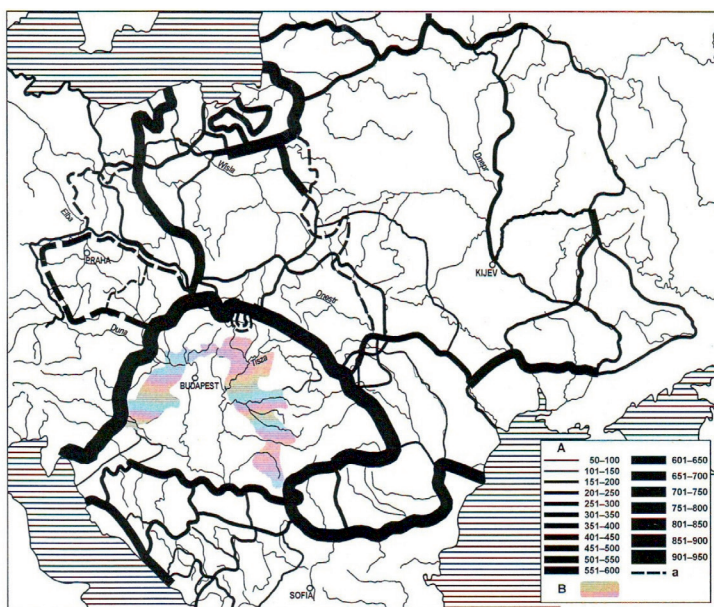 Wisla
Dnepr
Elba
PRAHA
KIJEV
Dnestr
Duna
Tisza
BUDAPEST
SOFIA
A
50–100
101–150
151–200
201–250
251–300
301–350
351–400
401–450
451–500
501–550
551–600
601–650
651–700
701–750
751–800
801–850
851–900
901–950
a
B